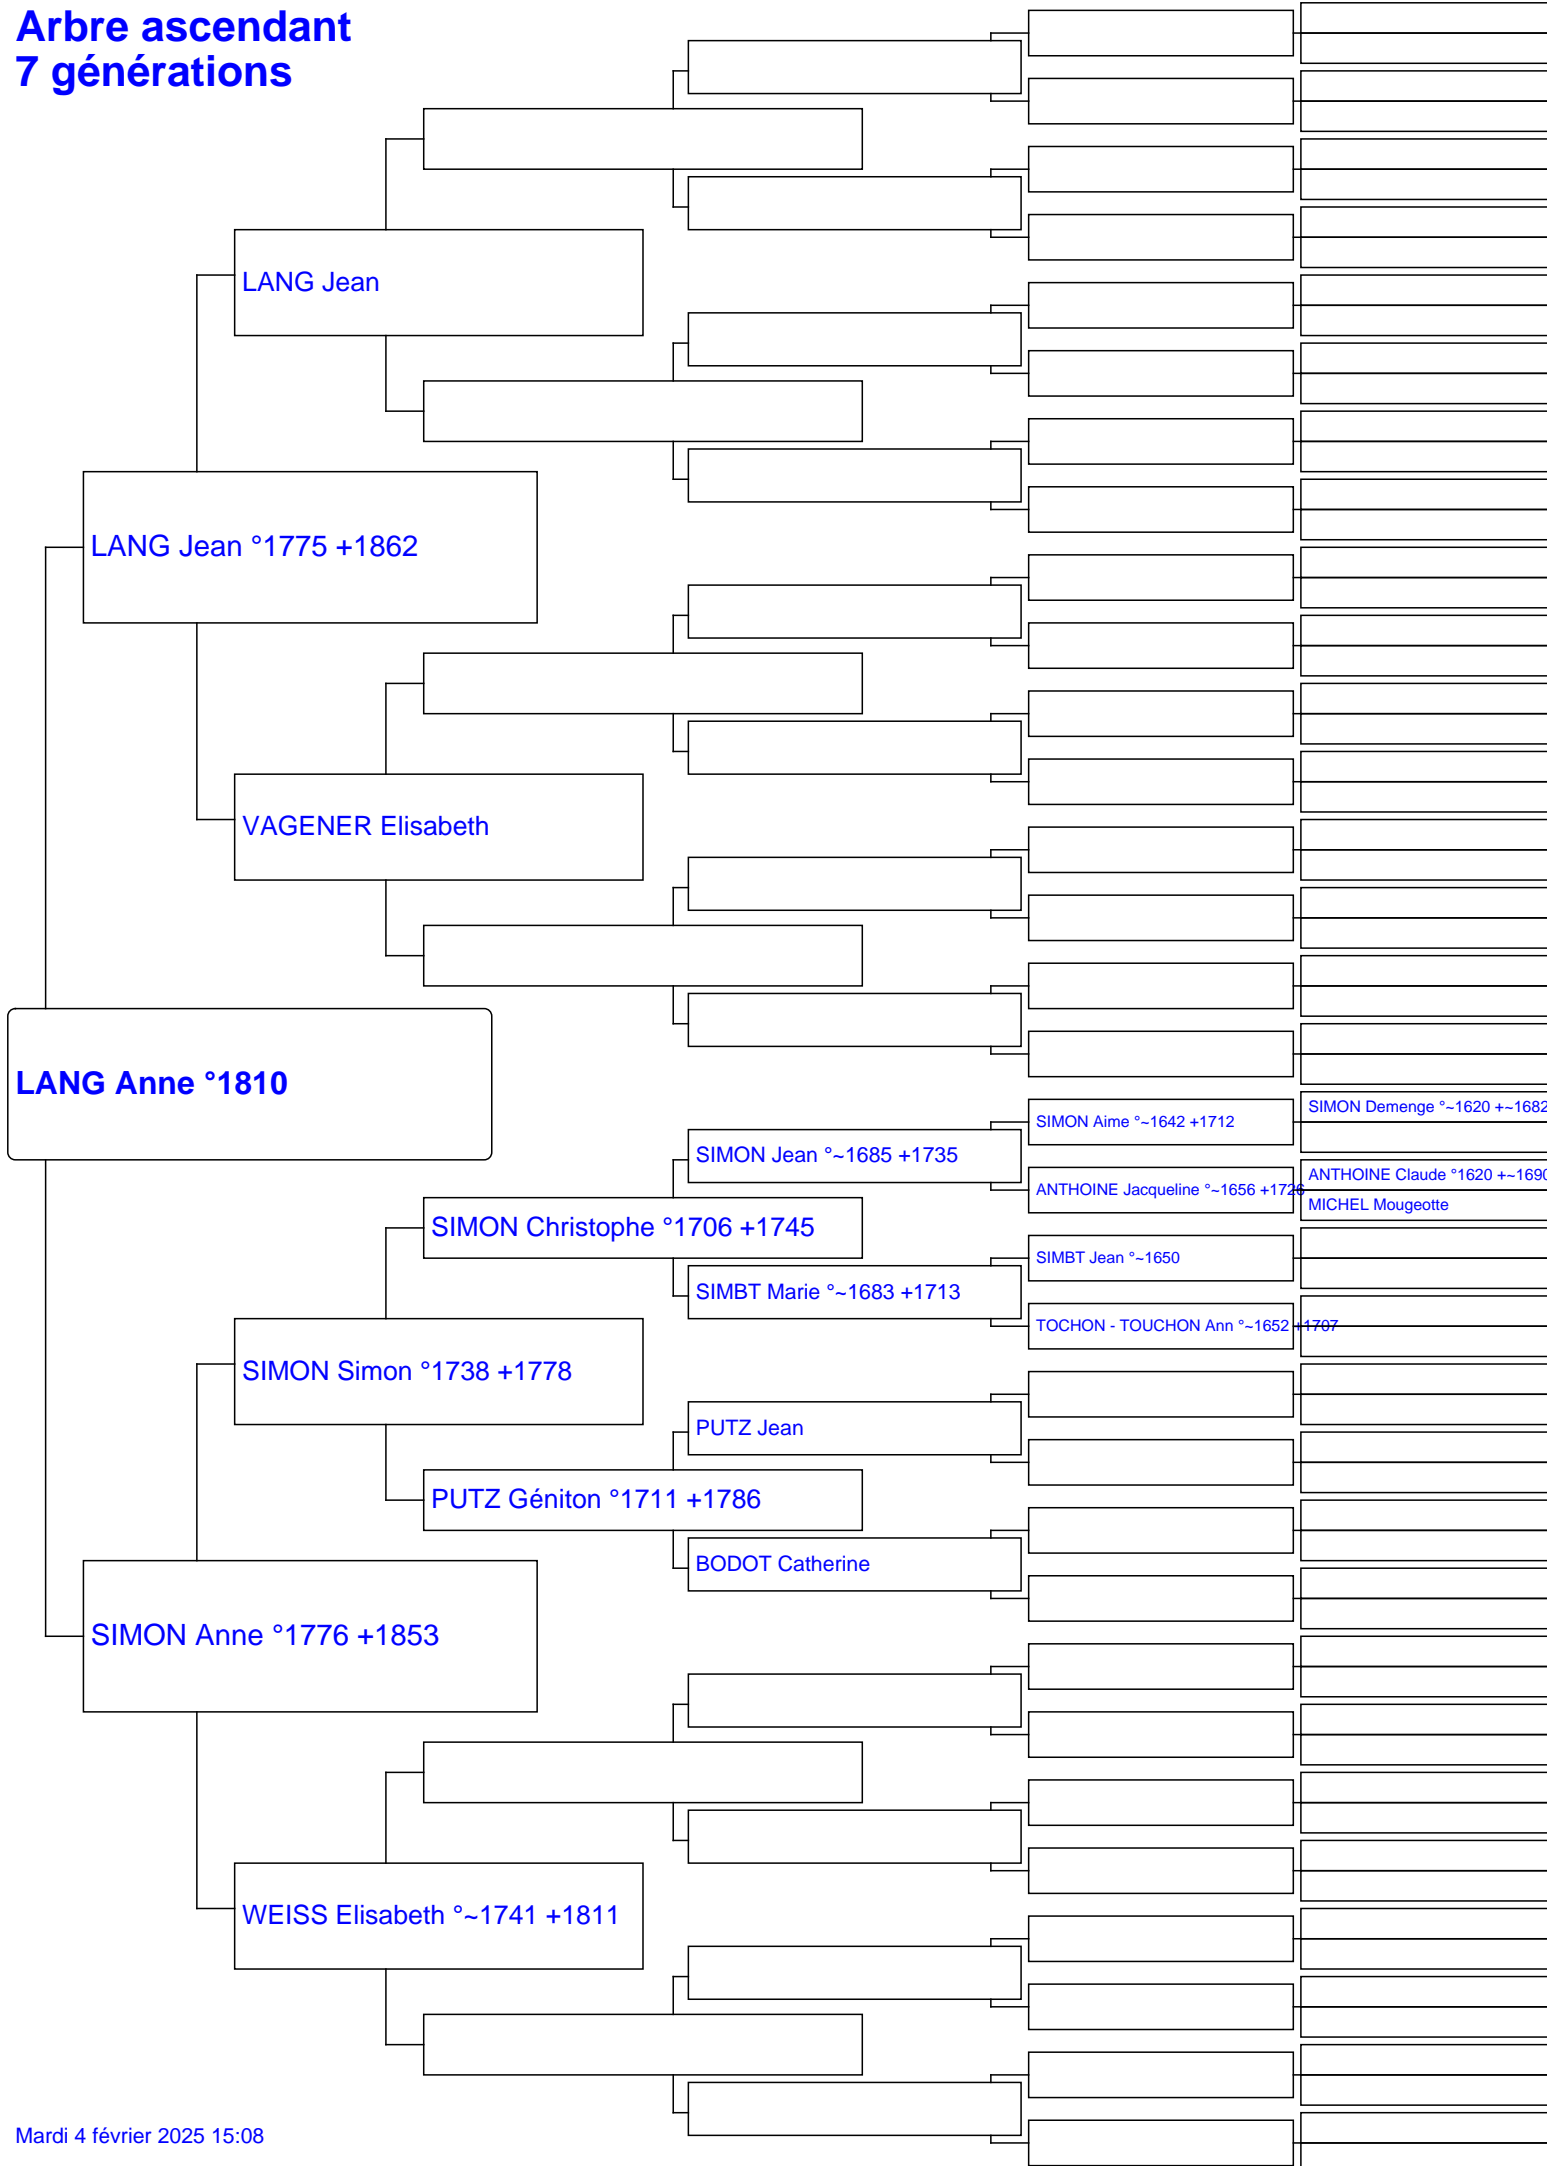 Arbre ascendant
7 générations
LANG Jean
LANG Jean °1775 +1862
VAGENER Elisabeth
LANG Anne °1810
SIMON Demenge °~1620 +~1682
SIMON Aime °~1642 +1712
SIMON Jean °~1685 +1735
ANTHOINE Claude °1620 +~1690
ANTHOINE Jacqueline °~1656 +1726
MICHEL Mougeotte
SIMON Christophe °1706 +1745
SIMBT Jean °~1650
SIMBT Marie °~1683 +1713
TOCHON - TOUCHON Ann °~1652 +1707
SIMON Simon °1738 +1778
PUTZ Jean
PUTZ Géniton °1711 +1786
BODOT Catherine
SIMON Anne °1776 +1853
WEISS Elisabeth °~1741 +1811
Mardi 4 février 2025 15:08